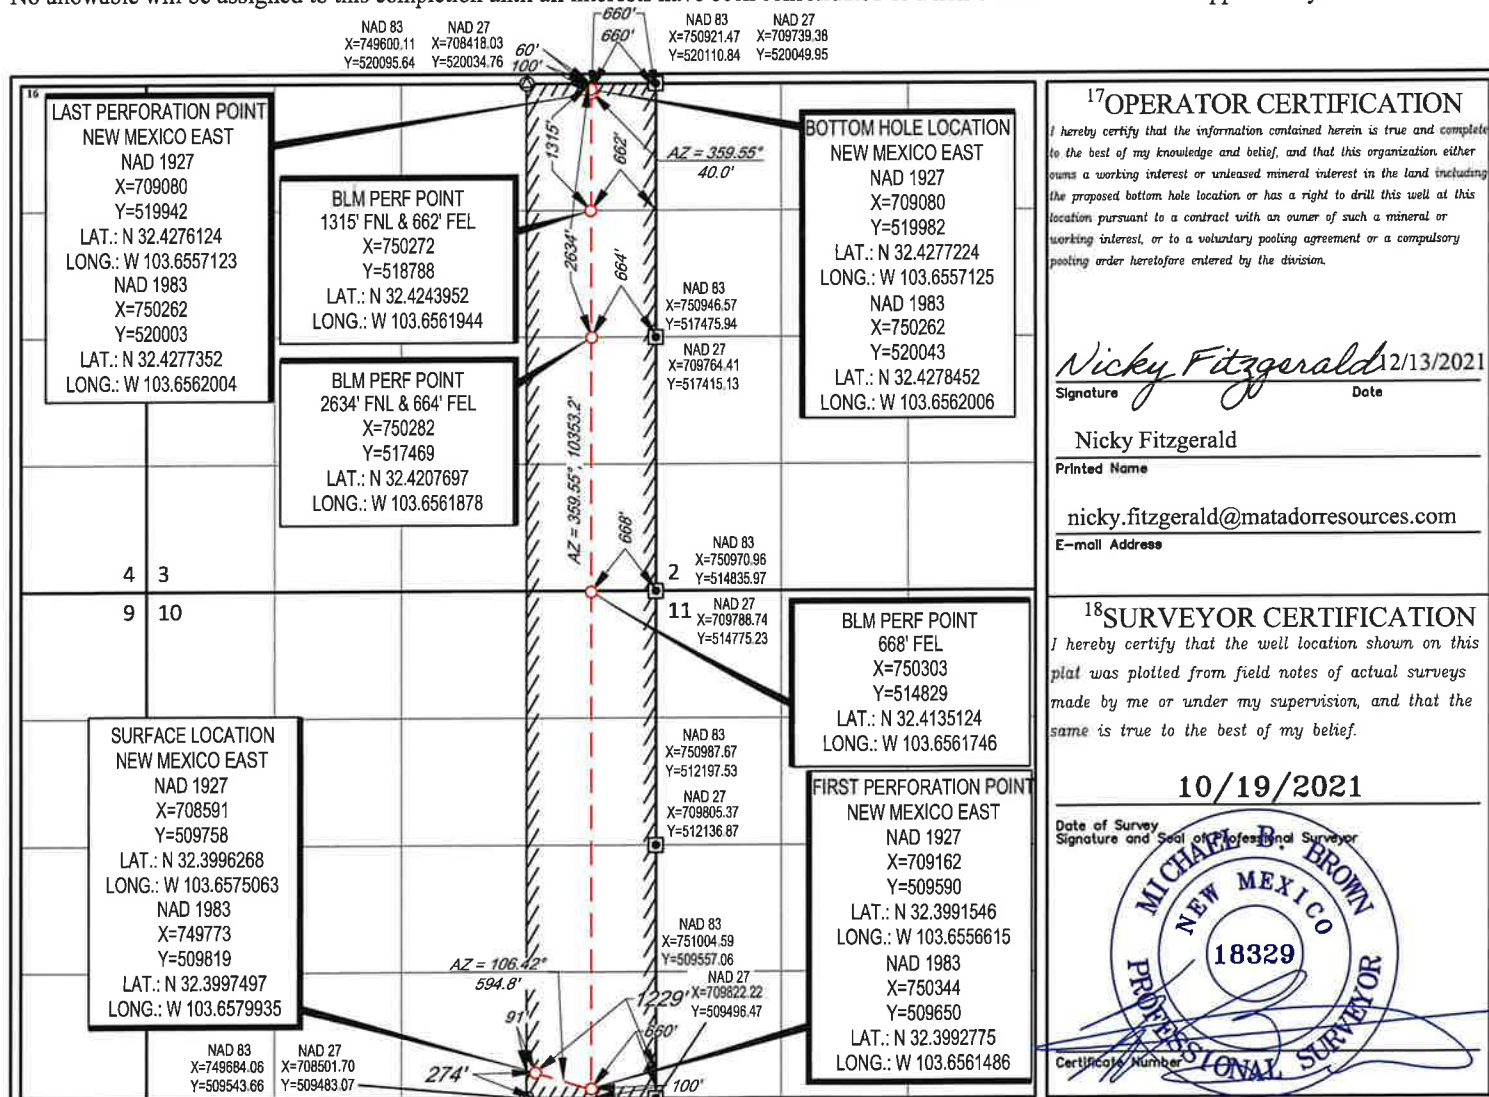 660'
NAD 83
X=749600.11
Y=520095.64
NAD 27
X=708418.03
Y=520034.76
60'
100'
660'
NAD 83
X=750921.47
Y=520110.84
NAD 27
X=709739.38
Y=520049.95
16
LAST PERFORATION POINT
NEW MEXICO EAST
NAD 1927
X=709080
Y=519942
LAT.: N 32.4276124
LONG.: W 103.6557123
NAD 1983
X=750262
Y=520003
LAT.: N 32.4277352
LONG.: W 103.6562004
BLM PERF POINT
1315' FNL & 662' FEL
X=750272
Y=518788
LAT.: N 32.4243952
LONG.: W 103.6561944
BLM PERF POINT
2634' FNL & 664' FEL
X=750282
Y=517469
LAT.: N 32.4207697
LONG.: W 103.6561878
1315'
662'
2634'
664'
AZ = 359.55°
40.0'
BOTTOM HOLE LOCATION
NEW MEXICO EAST
NAD 1927
X=709080
Y=519982
LAT.: N 32.4277224
LONG.: W 103.6557125
NAD 1983
X=750262
Y=520043
LAT.: N 32.4278452
LONG.: W 103.6562006
NAD 83
X=750946.57
Y=517475.94
NAD 27
X=709764.41
Y=517415.13
AZ = 359.55°, 10353.2'
668'
NAD 83
X=750970.96
Y=514835.97
4 3
2
9 10
11
NAD 27
X=709788.74
Y=514775.23
BLM PERF POINT
668' FEL
X=750303
Y=514829
LAT.: N 32.4135124
LONG.: W 103.6561746
SURFACE LOCATION
NEW MEXICO EAST
NAD 1927
X=708591
Y=509758
LAT.: N 32.3996268
LONG.: W 103.6575063
NAD 1983
X=749773
Y=509819
LAT.: N 32.3997497
LONG.: W 103.6579935
NAD 83
X=750987.67
Y=512197.53
NAD 27
X=709805.37
Y=512136.87
FIRST PERFORATION POINT
NEW MEXICO EAST
NAD 1927
X=709162
Y=509590
LAT.: N 32.3991546
LONG.: W 103.6556615
NAD 1983
X=750344
Y=509650
LAT.: N 32.3992775
LONG.: W 103.6561486
NAD 83
X=751004.59
Y=509557.06
NAD 27
X=709822.22
Y=509496.47
AZ = 106.42°
594.8'
91'
1229'
660'
274'
100'
NAD 83
X=749684.06
Y=509543.66
NAD 27
X=708501.70
Y=509483.07
17OPERATOR CERTIFICATION
I hereby certify that the information contained herein is true and complete
to the best of my knowledge and belief, and that this organization either
owns a working interest or unleased mineral interest in the land including
the proposed bottom hole location or has a right to drill this well at this
location pursuant to a contract with an owner of such a mineral or
working interest, or to a voluntary pooling agreement or a compulsory
pooling order heretofore entered by the division.
Nicky Fitzgerald 12/13/2021
Signature Date
Nicky Fitzgerald
Printed Name
nicky.fitzgerald@matadorresources.com
E-mail Address
18SURVEYOR CERTIFICATION
I hereby certify that the well location shown on this
plat was plotted from field notes of actual surveys
made by me or under my supervision, and that the
same is true to the best of my belief.
10/19/2021
Date of Survey
Signature and Seal of Professional Surveyor
MICHAEL B. BROWN
NEW MEXICO
18329
PROFESSIONAL SURVEYOR
Certificate Number